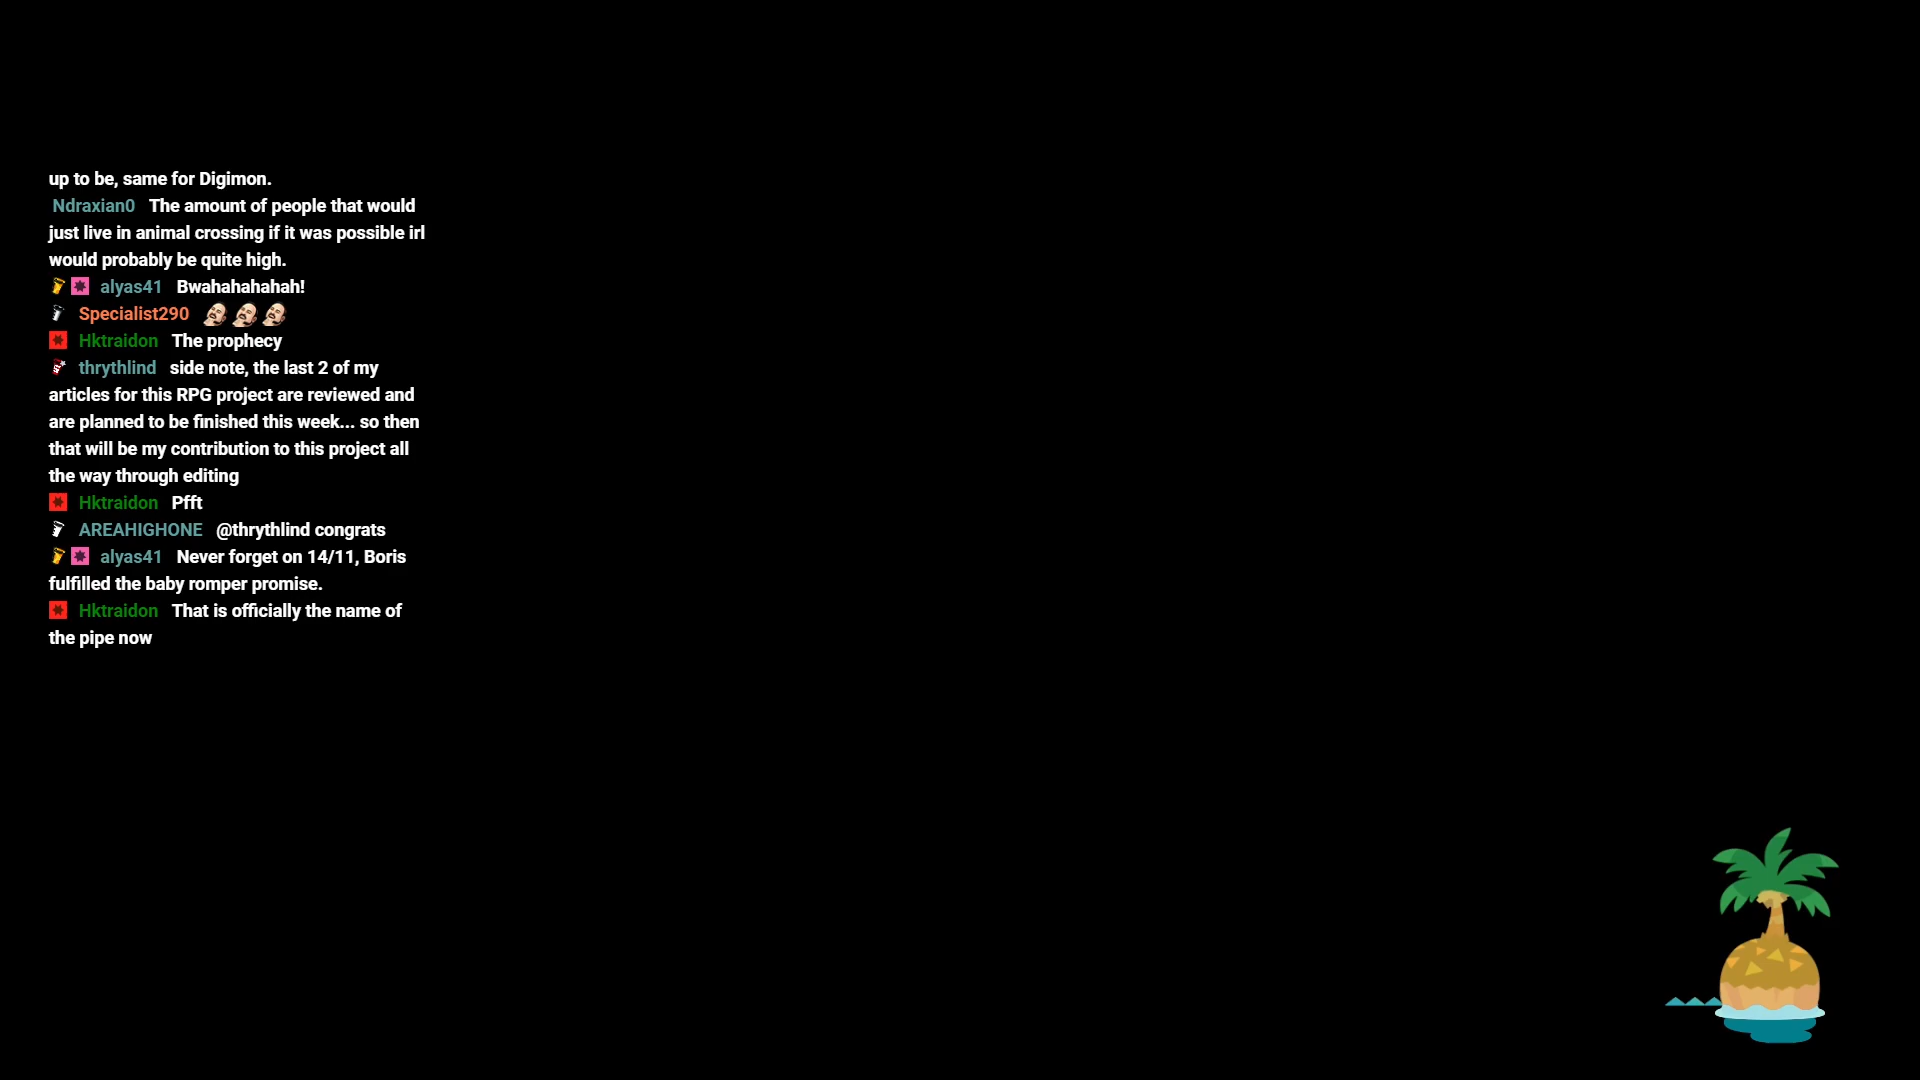 up to be, same for Digimon.
Ndraxian0 The amount of people that would
just live in animal crossing if it was possible irl
would probably be quite high.
alyas41 Bwahahahahah!
Specialist290
Hktraidon The prophecy
thrythlind side note, the last 2 of my
articles for this RPG project are reviewed and
are planned to be finished this week... so then
that will be my contribution to this project all
the way through editing
Hktraidon Pfft
AREAHIGHONE @thrythlind congrats
alyas41 Never forget on 14/11, Boris
fulfilled the baby romper promise.
Hktraidon That is officially the name of
the pipe now